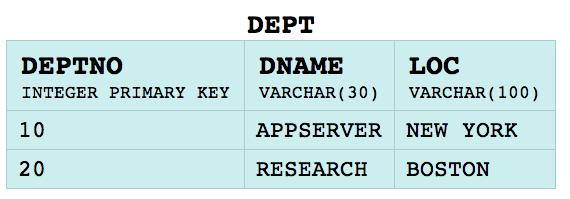 DEPT
DEPTNO DNAME LOC
INTEGER PRIMARY KEY VARCHAR(30) VARCHAR(100)
10 APPSERVER NEW YORK
20 RESEARCH BOSTON